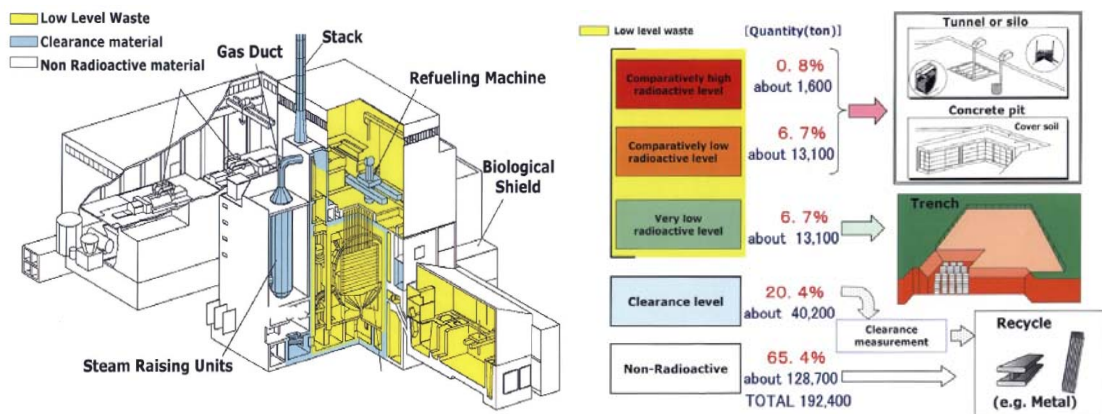 Low Level Waste
Clearance material
Non Radioactive material
Gas Duct
Stack
Refueling Machine
Biological
Shield
Steam Raising Units
Low level waste
[Quantity(ton)]
Comparatively high
radioactive level
0.8%
about 1,600
Comparatively low
radioactive level
6.7%
about 13,100
Very low
radioactive level
6.7%
about 13,100
Clearance level
20.4%
about 40,200
Non-Radioactive
65.4%
about 128,700
TOTAL 192,400
Tunnel or silo
Concrete pit
Cover soil
Trench
Clearance
measurement
Recycle
(e.g. Metal)